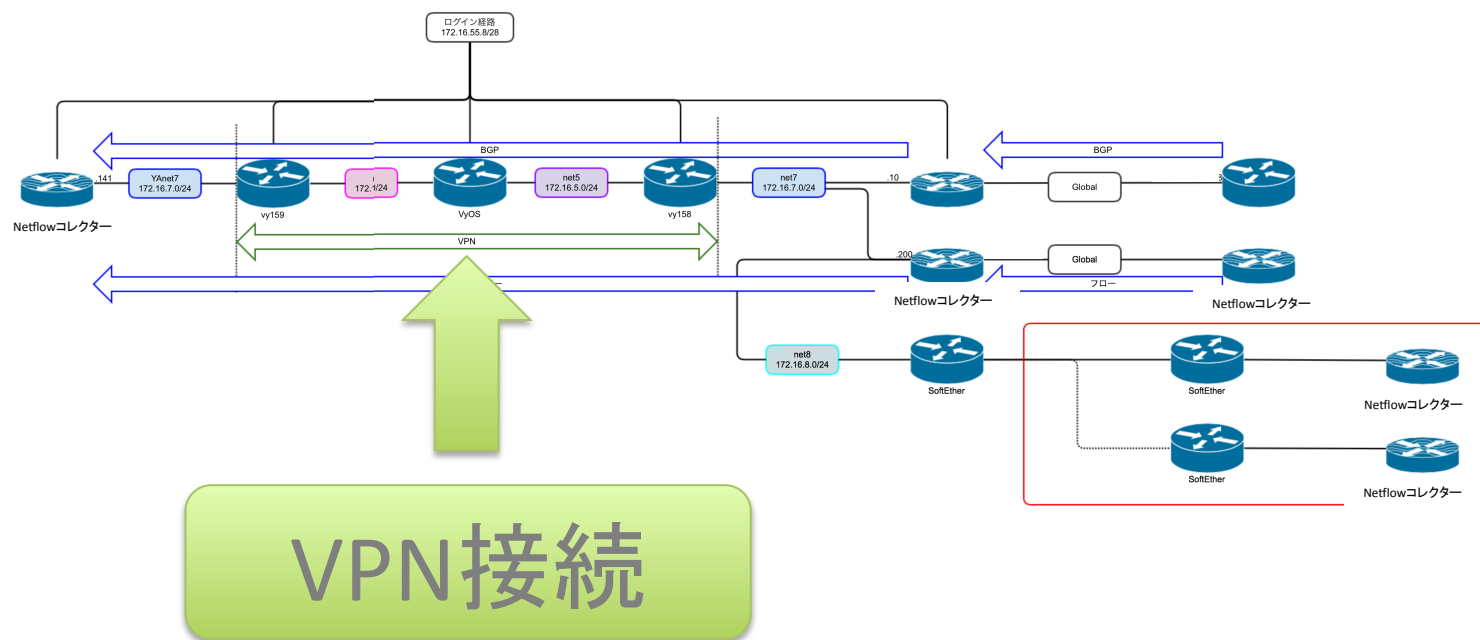 ログイン経路
172.16.55.8/28
BGP
BGP
.141
YAnet7
172.16.7.0/24
172.1/24
net5
172.16.5.0/24
net7
172.16.7.0/24
.10
Global
vy159
VyOS
vy158
Netflowコレクター
VPN
.200
Global
フロー
Netflowコレクター
Netflowコレクター
net8
172.16.8.0/24
SoftEther
SoftEther
Netflowコレクター
SoftEther
Netflowコレクター
VPN接続